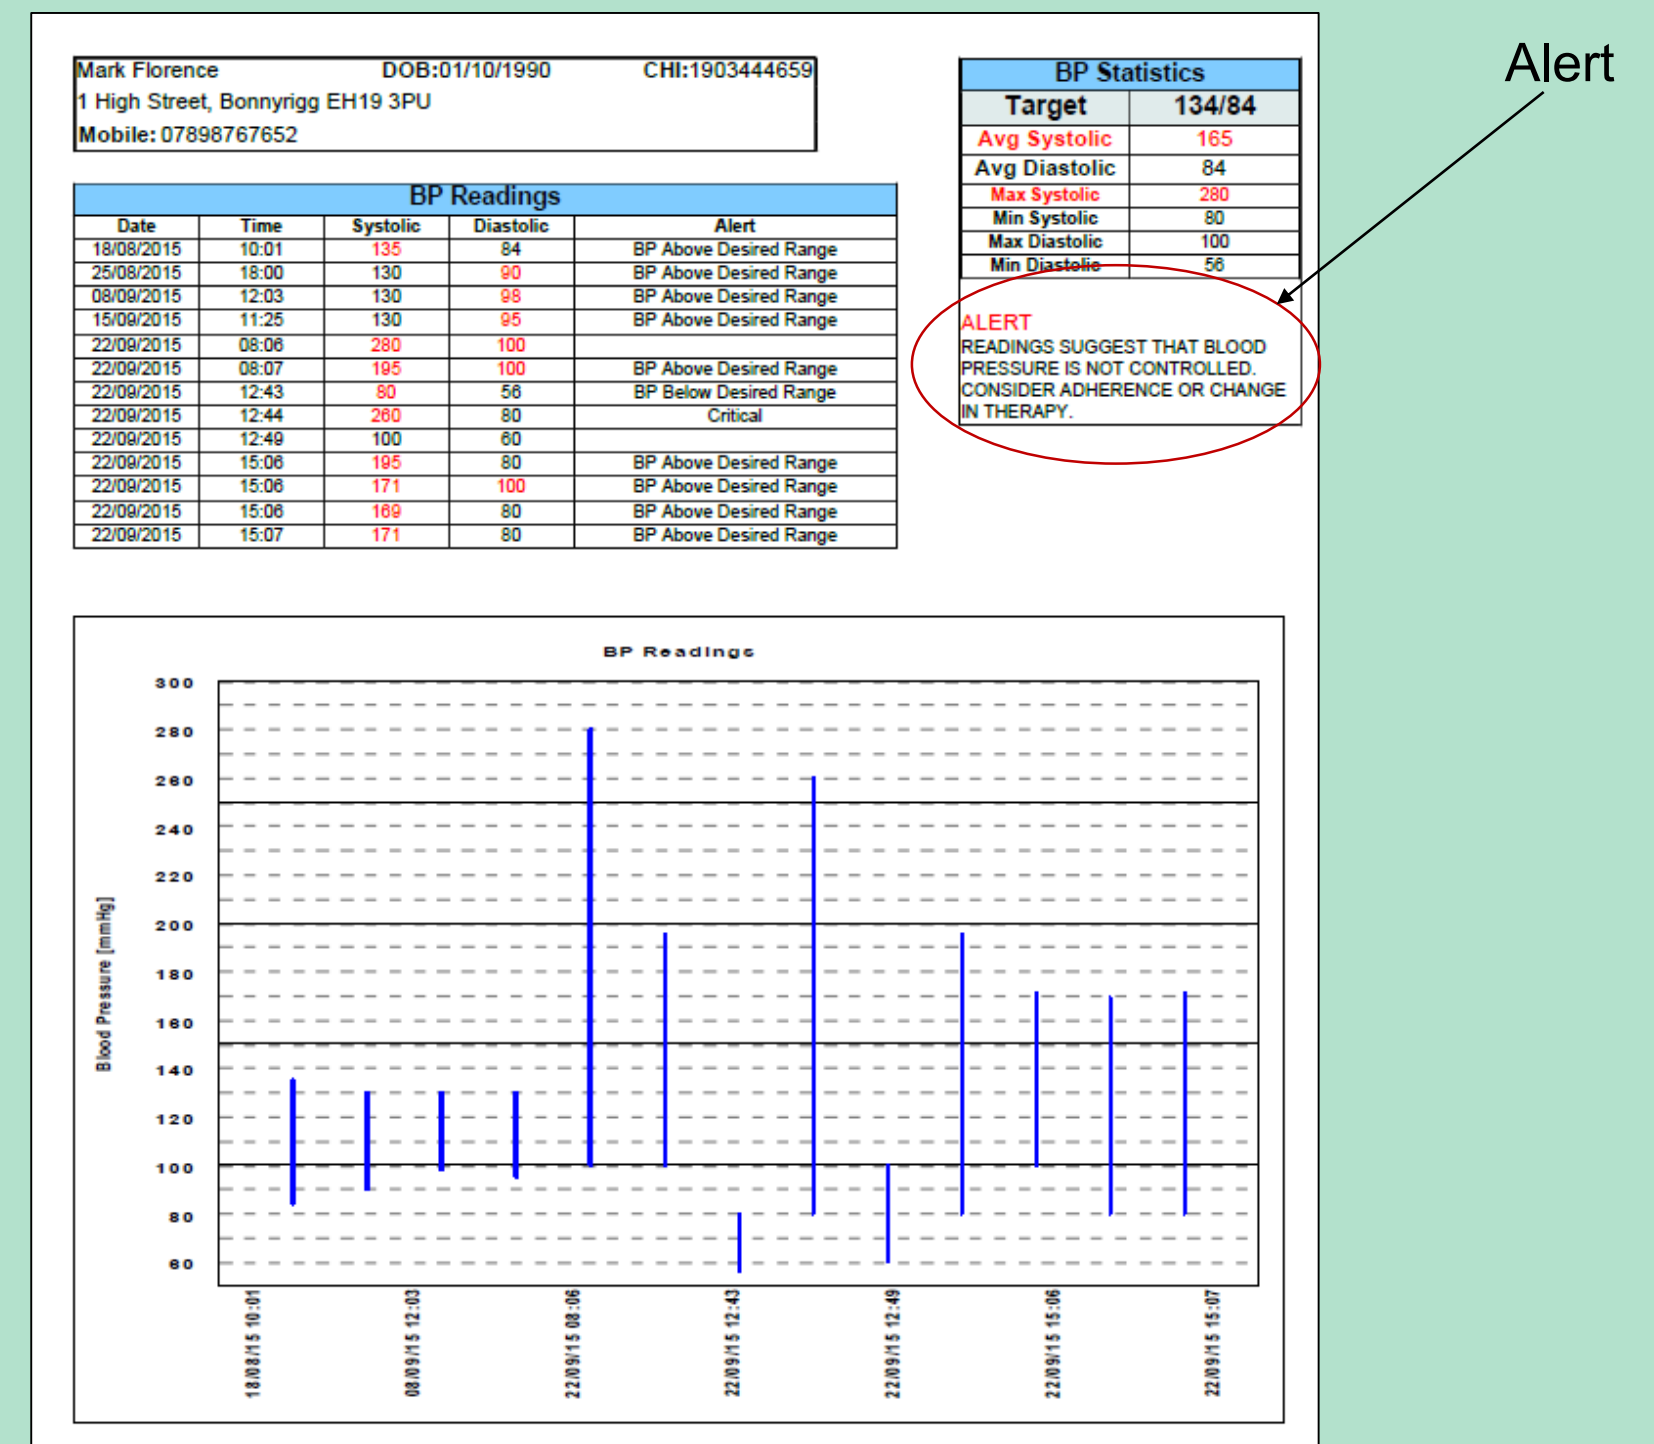 Alert
Mark Florence DOB:01/10/1990 CHI:1903444659
1 High Street, Bonnyrigg EH19 3PU
Mobile: 07898767652
BP Statistics
Target 134/84
Avg Systolic 165
Avg Diastolic 84
Max Systolic 280
Min Systolic 80
Max Diastolic 100
Min Diastolic 56
ALERT
READINGS SUGGEST THAT BLOOD
PRESSURE IS NOT CONTROLLED.
CONSIDER ADHERENCE OR CHANGE
IN THERAPY.
BP Readings
Date Time Systolic Diastolic Alert
18/08/2015 10:01 135 84 BP Above Desired Range
25/08/2015 18:00 130 90 BP Above Desired Range
08/09/2015 12:03 130 98 BP Above Desired Range
15/09/2015 11:25 130 95 BP Above Desired Range
22/09/2015 08:06 280 100
22/09/2015 08:07 195 100 BP Above Desired Range
22/09/2015 12:43 80 56 BP Below Desired Range
22/09/2015 12:44 260 80 Critical
22/09/2015 12:49 100 60
22/09/2015 15:06 195 80 BP Above Desired Range
22/09/2015 15:06 171 100 BP Above Desired Range
22/09/2015 15:06 169 80 BP Above Desired Range
22/09/2015 15:07 171 80 BP Above Desired Range
BP Readings
Blood Pressure [mmHg]
300
280
260
240
220
200
180
160
140
120
100
80
60
18/08/15 10:01
08/09/15 12:03
22/09/15 08:06
22/09/15 12:43
22/09/15 12:49
22/09/15 15:06
22/09/15 15:07